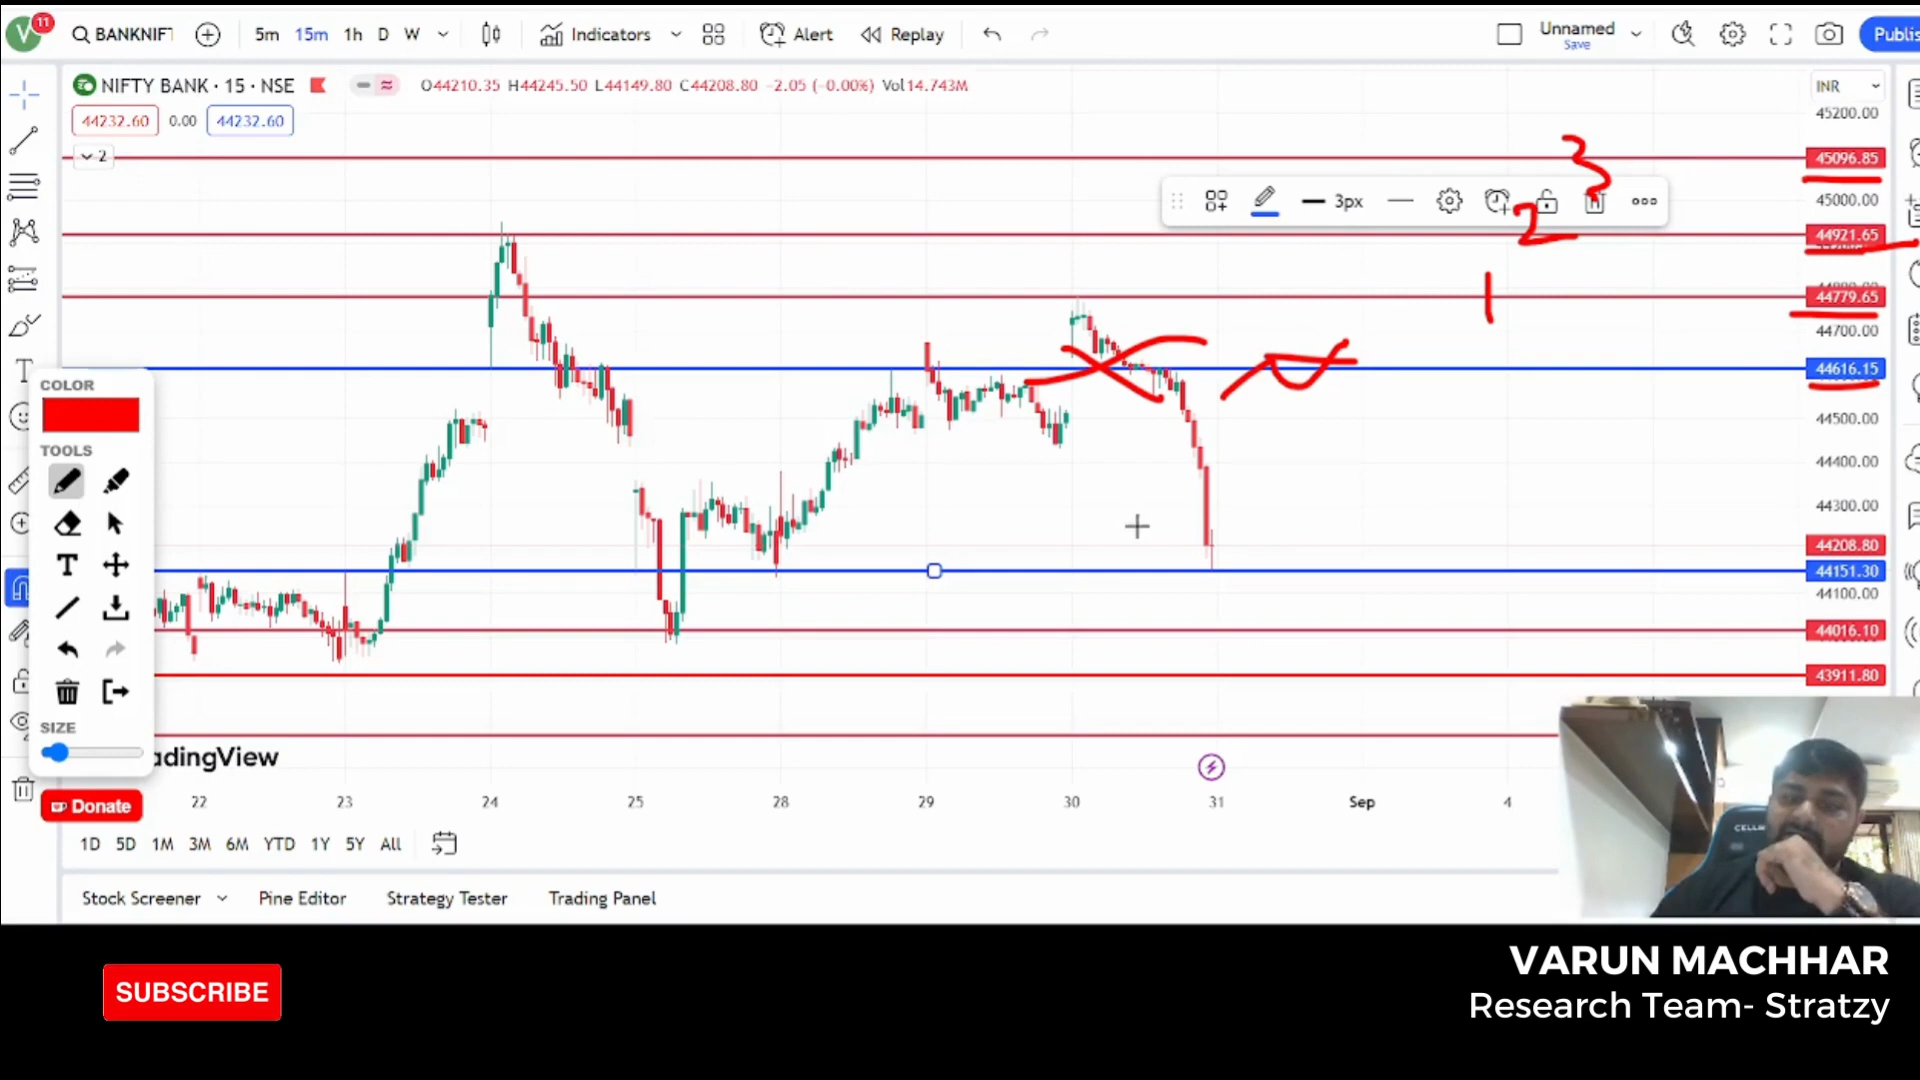 V 11 BANKNIFT 5m 15m 1h D W Indicators Alert Replay Unnamed Save Publis
NIFTY BANK · 15 · NSE O44210.35 H44245.50 L44149.80 C44208.80 −2.05 (−0.00%) Vol14.743M INR
44232.60 0.00 44232.60 45200.00
2 45096.85
3
3px 45000.00
2
44921.65
1
44779.65
44700.00
T 44616.15
COLOR
44500.00
TOOLS
44400.00
44300.00
44208.80
T 44151.30
44100.00
44016.10
43911.80
SIZE
adingView
CELL
Donate 22 23 24 25 28 29 30 31 Sep 4
1D 5D 1M 3M 6M YTD 1Y 5Y All
Stock Screener Pine Editor Strategy Tester Trading Panel
VARUN MACHHAR
SUBSCRIBE
Research Team- Stratzy